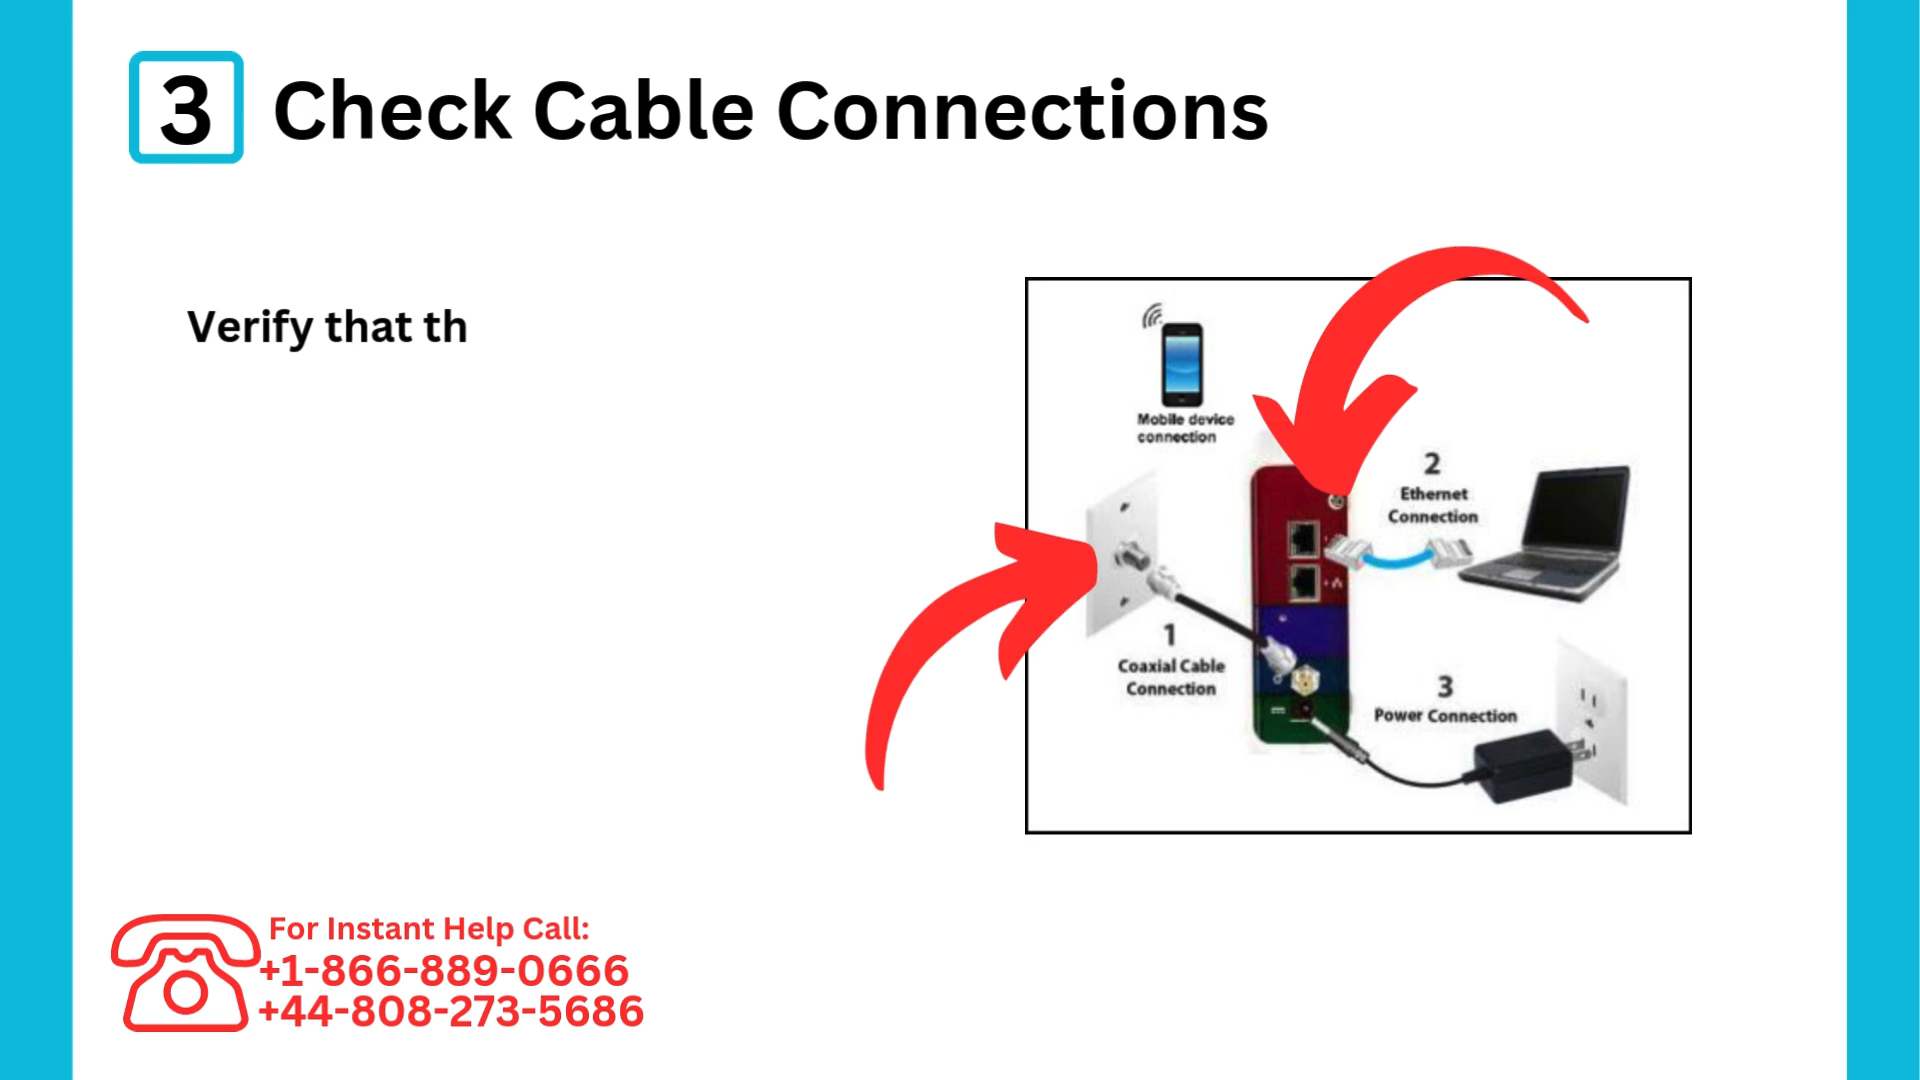 3 Check Cable Connections
Verify that th
Mobile device
connection
2
Ethernet
Connection
1
Coaxial Cable
Connection
3
Power Connection
For Instant Help Call:
+1-866-889-0666
+44-808-273-5686